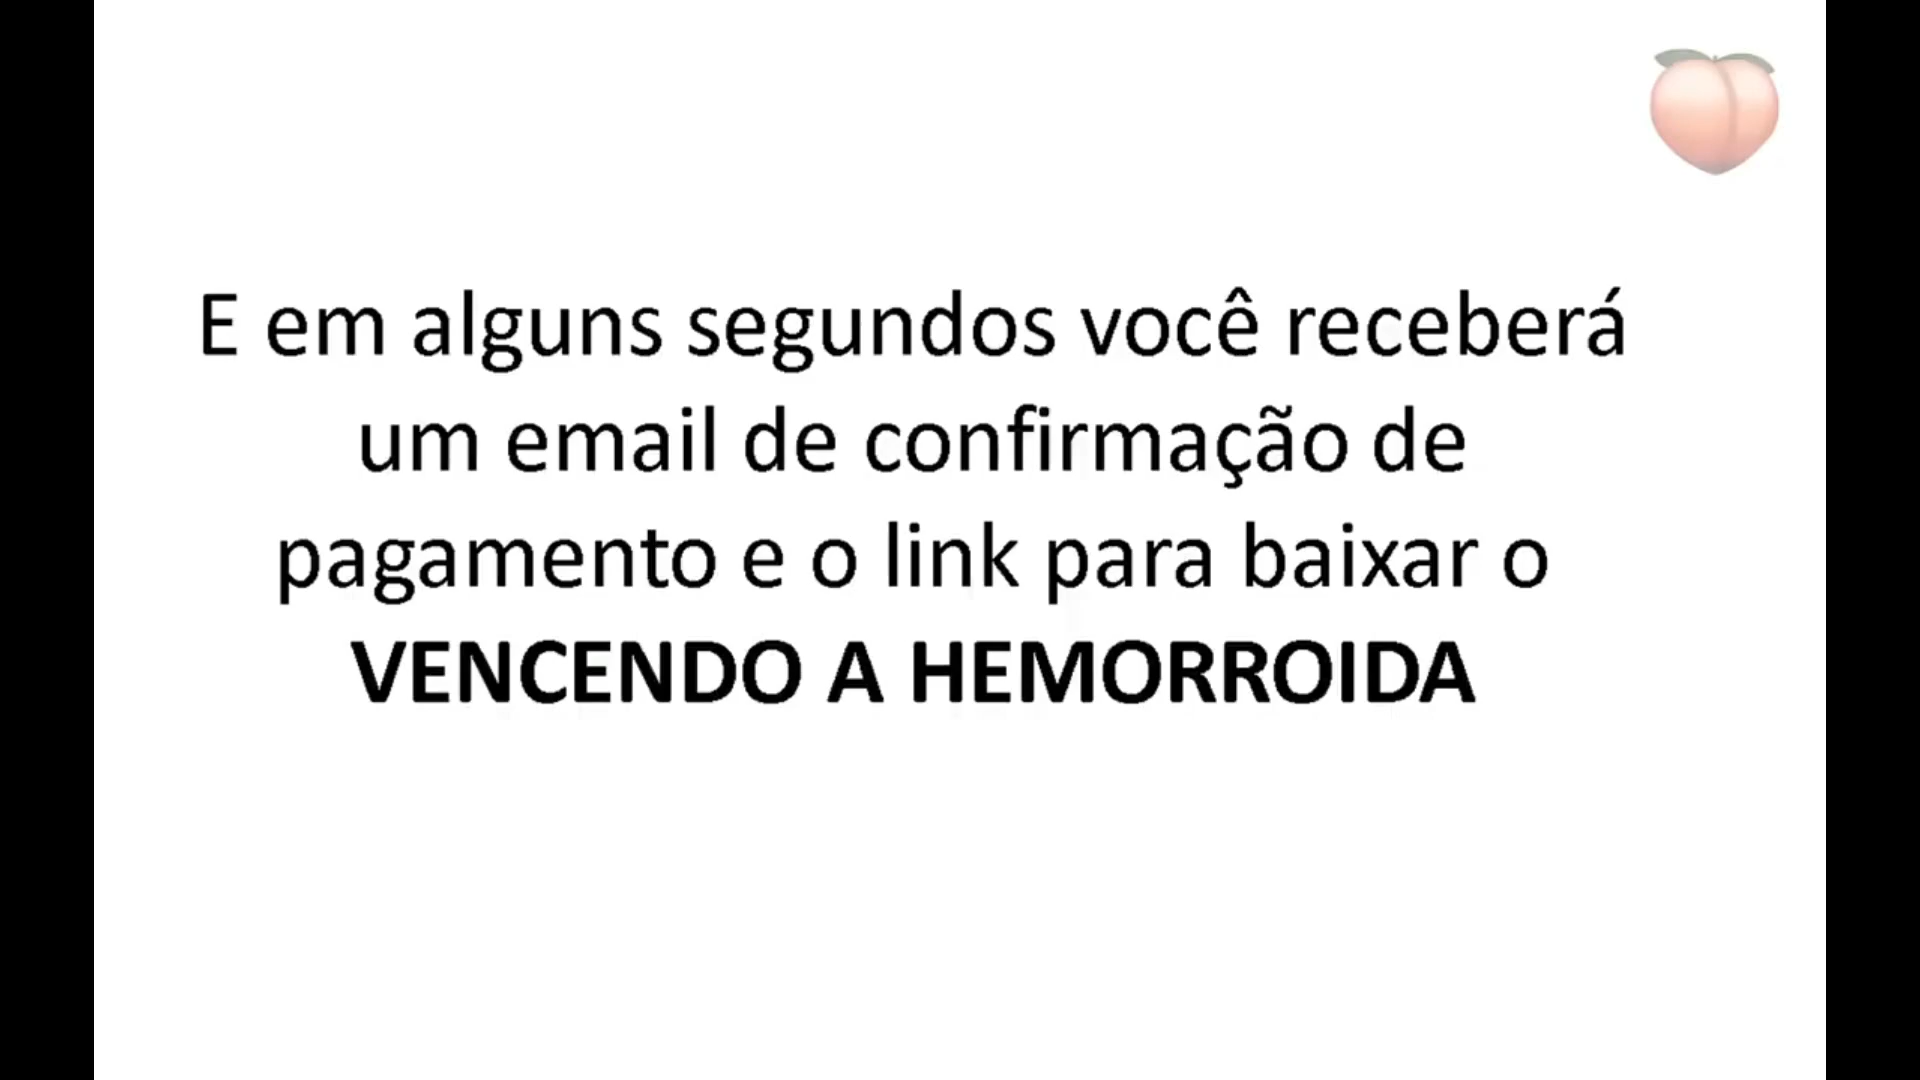 E em alguns segundos você receberá
um email de confirmação de
pagamento e o link para baixar o
VENCENDO A HEMORROIDA